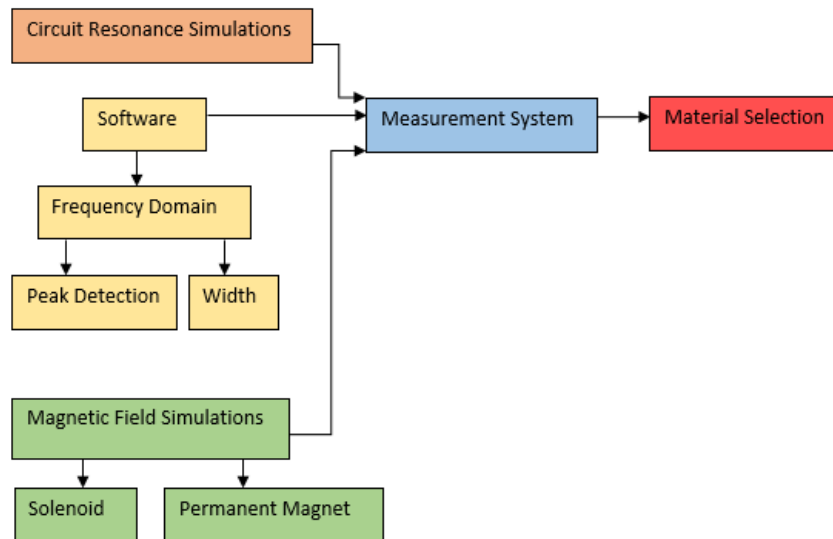 Circuit Resonance Simulations
Software
Measurement System
Material Selection
Frequency Domain
Peak Detection
Width
Magnetic Field Simulations
Solenoid
Permanent Magnet